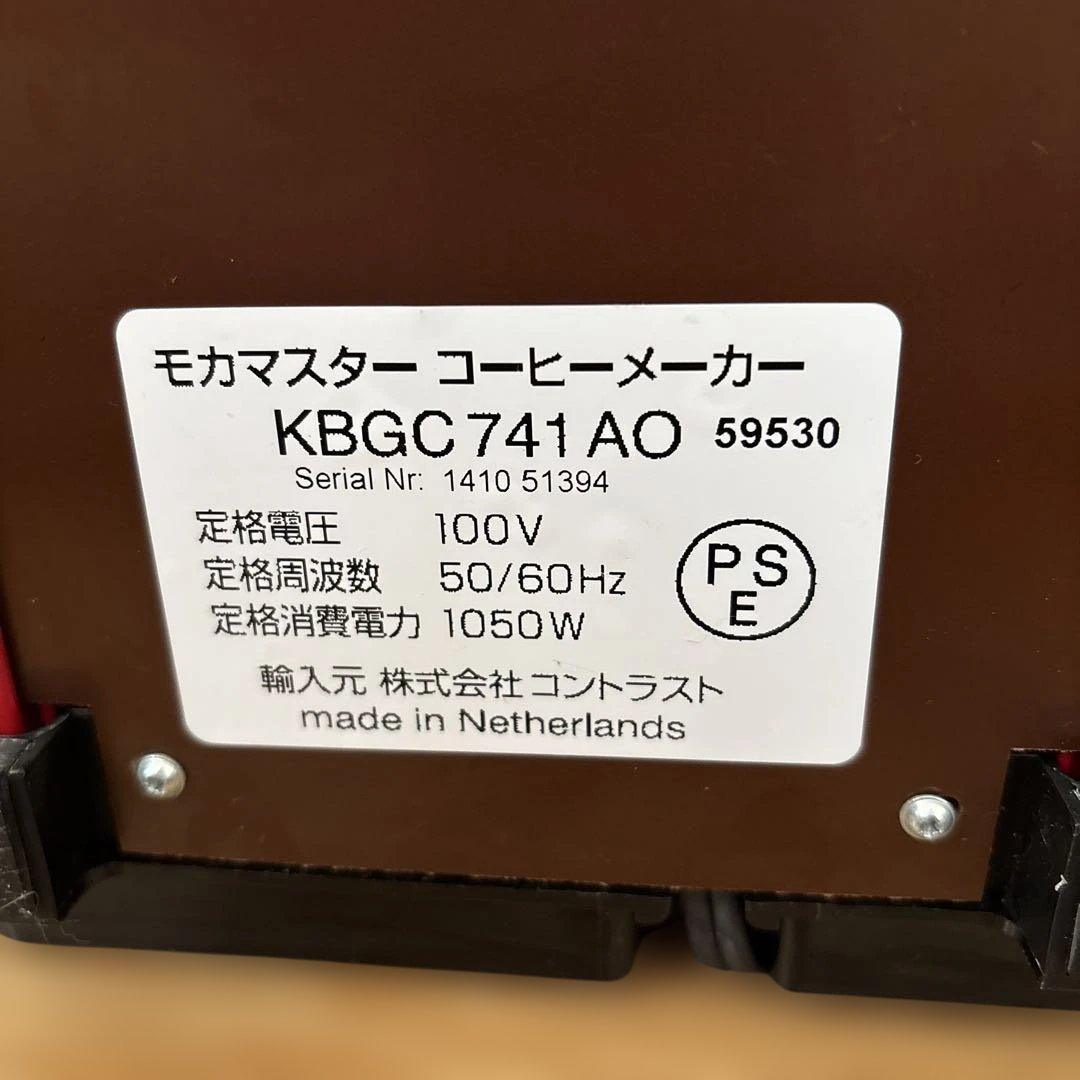 モカマスター コーヒーメーカー
KBGC741AO 59530
Serial Nr: 1410 51394
定格電圧 100V
定格周波数 50/60Hz
定格消費電力 1050W
PSE
輸入元 株式会社コントラスト
made in Netherlands